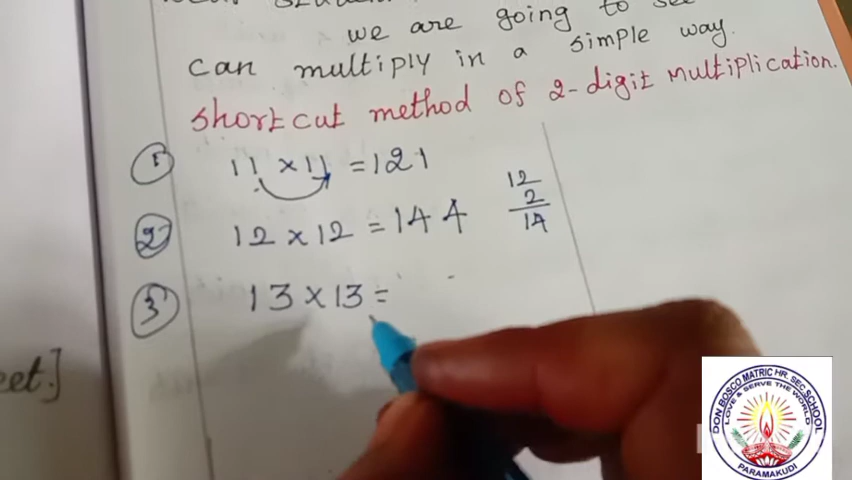 we are going to see
can multiply in a simple way.
shortcut method of 2-digit multiplication.
1 11 × 11 = 121
12
2
14
2 12 × 12 = 144
3 13 × 13 =
eet.]
DON BOSCO MATRIC HR. SEC SCHOOL
LOVE & SERVE THE WORLD
PARAMAKUDI